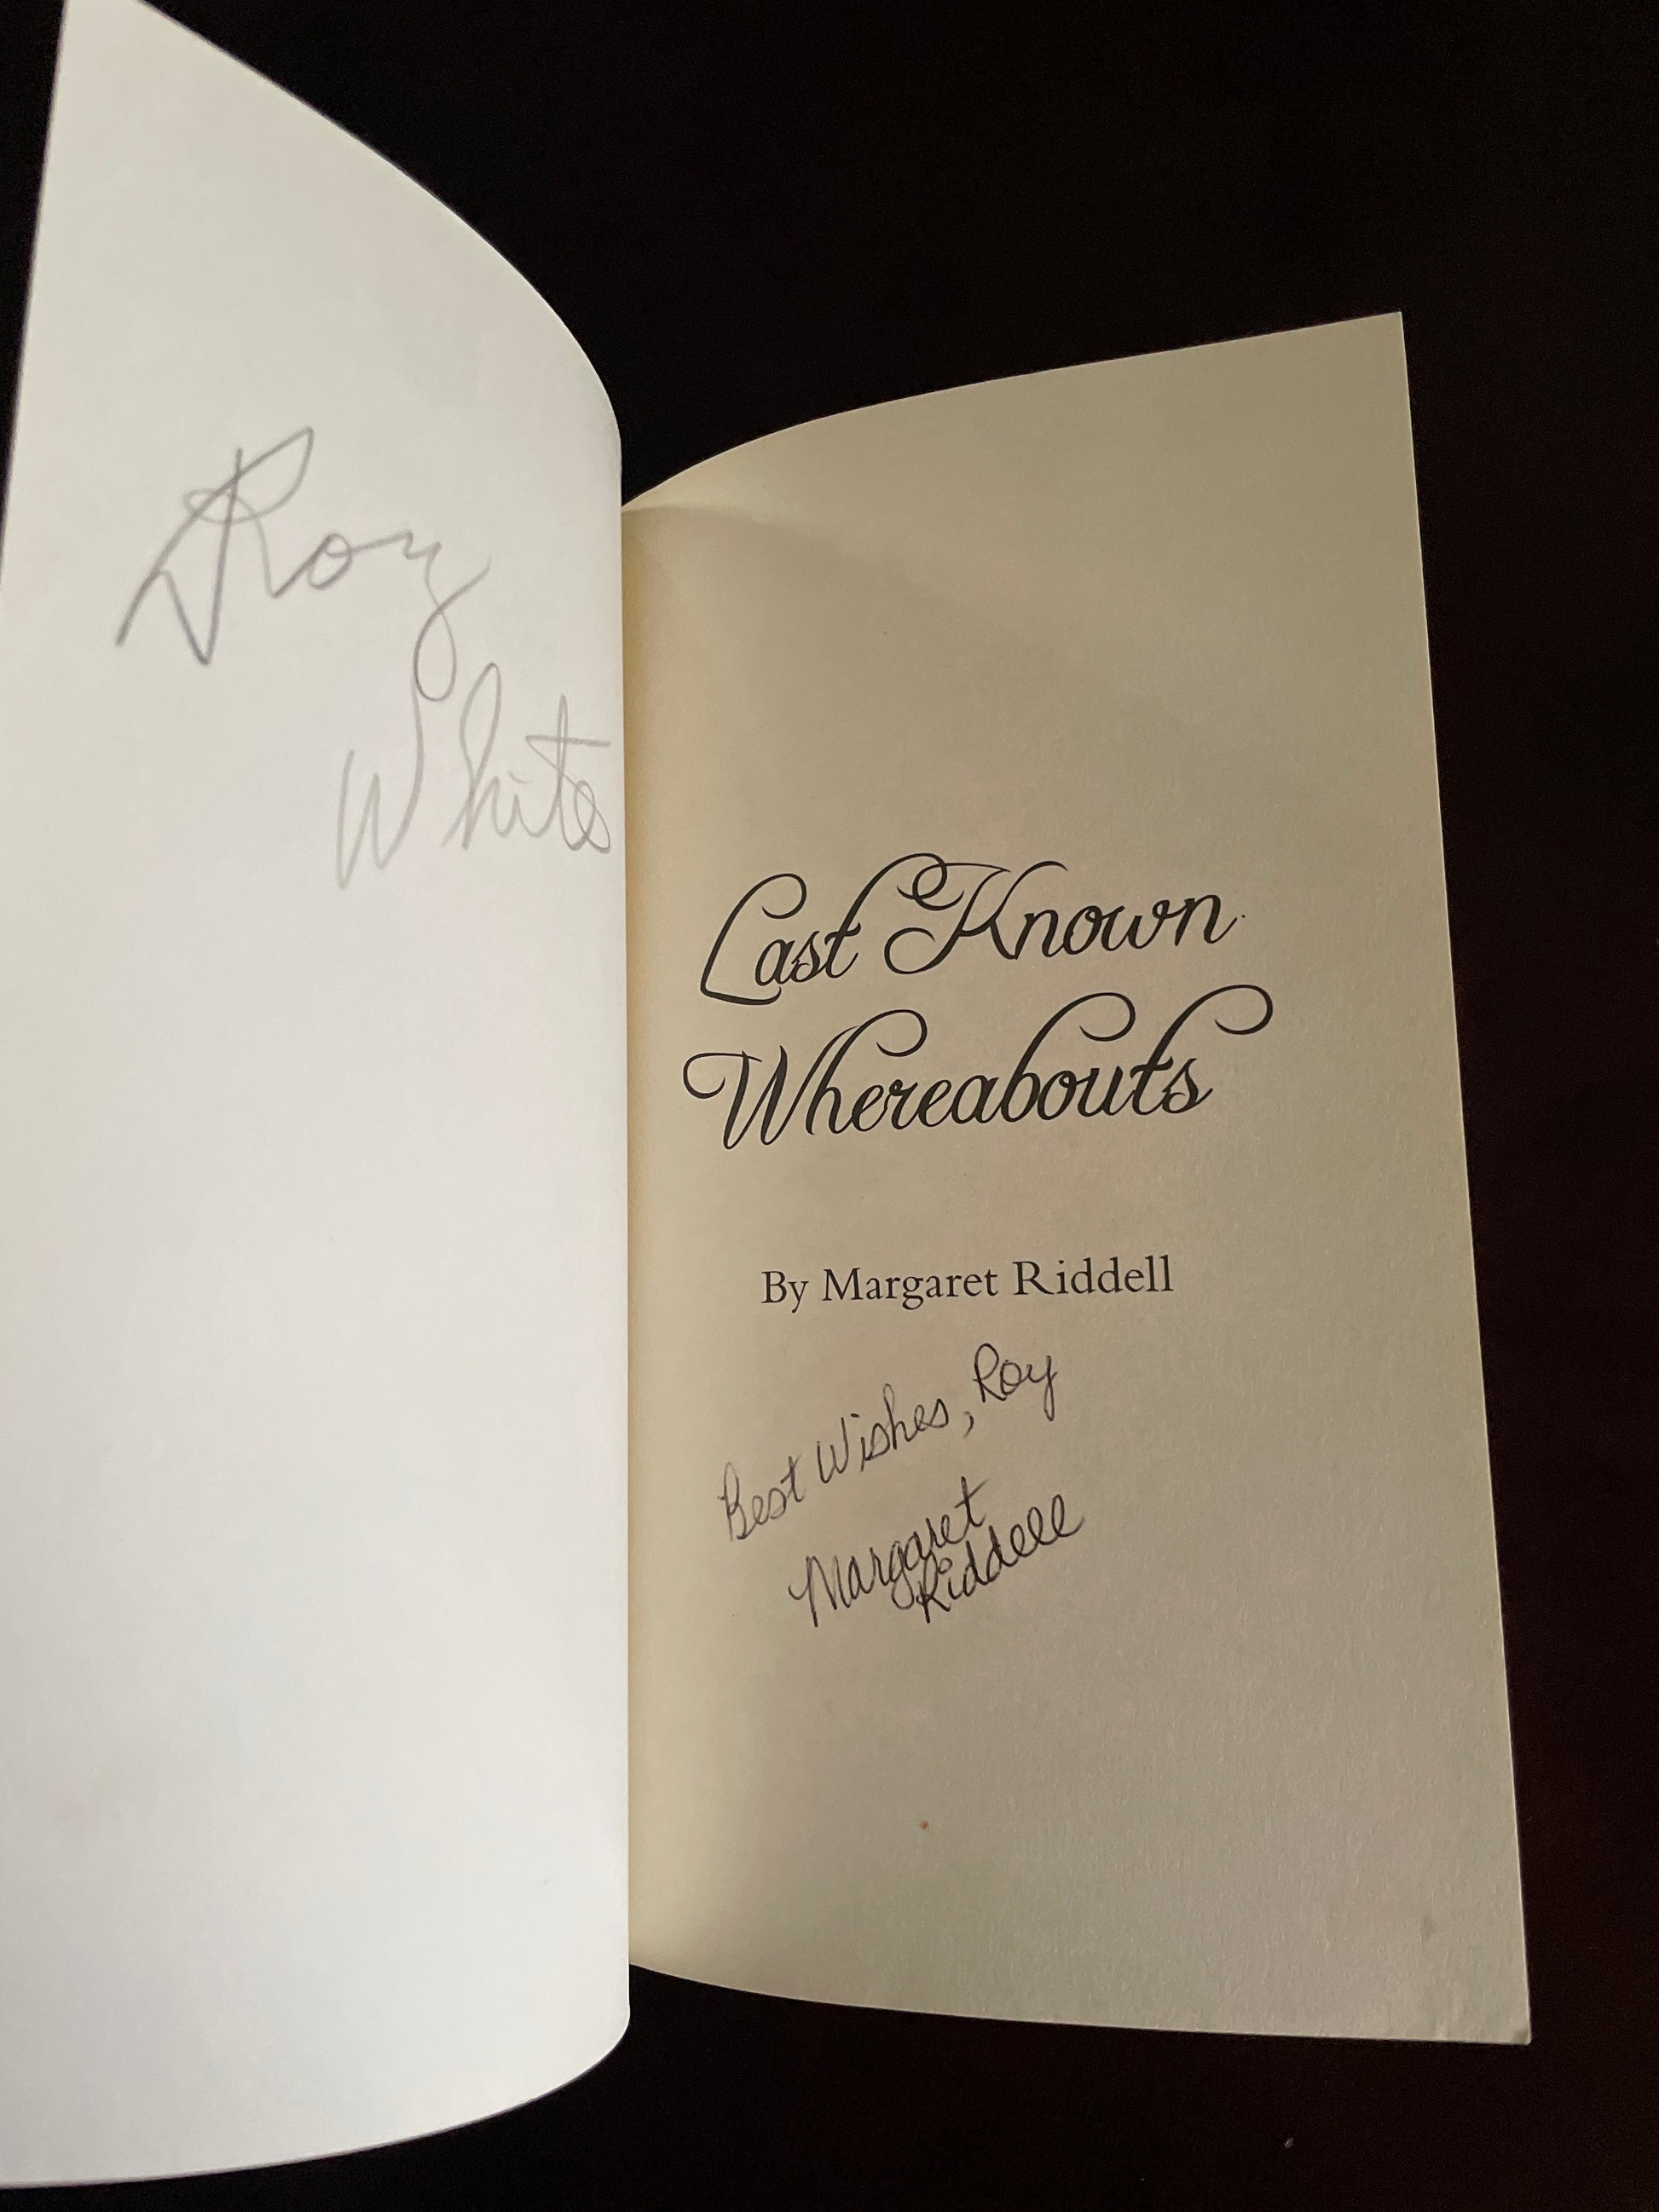 Roy
White
Last Known
Whereabouts
By Margaret Riddell
Best Wishes, Roy
Margaret
Riddell